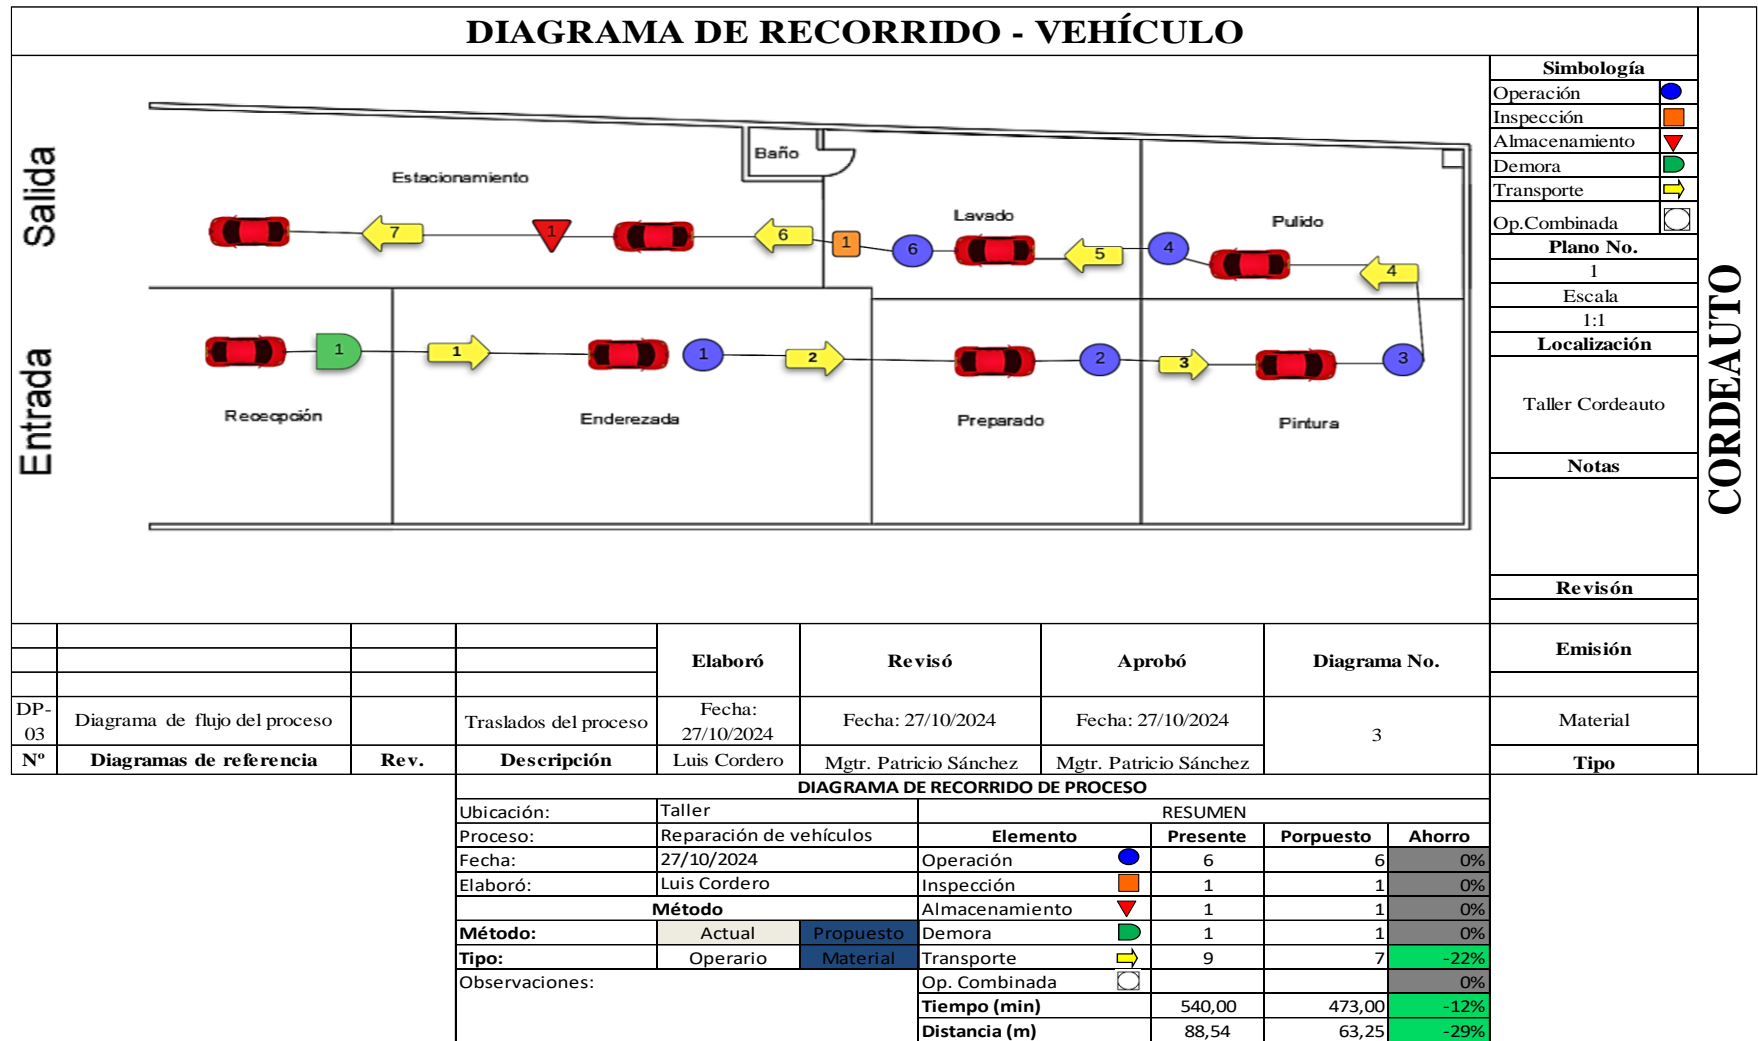 DIAGRAMA DE RECORRIDO - VEHÍCULO
CORDEAUTO
Salida
Entrada
Estacionamiento
Baño
Lavado
Pulido
7
1
6
1
6
5
4
4
1
1
1
2
2
3
3
Rececpción
Enderezada
Preparado
Pintura
Simbología
Operación
Inspección
Almacenamiento
Demora
Transporte
Op.Combinada
Plano No.
1
Escala
1:1
Localización
Taller Cordeauto
Notas
Revisón
Emisión
Material
Tipo
Elaboró Revisó Aprobó Diagrama No.
DP-03 Diagrama de flujo del proceso Traslados del proceso Fecha: 27/10/2024 Fecha: 27/10/2024 Fecha: 27/10/2024 3
Nº Diagramas de referencia Rev. Descripción Luis Cordero Mgtr. Patricio Sánchez Mgtr. Patricio Sánchez
DIAGRAMA DE RECORRIDO DE PROCESO
Ubicación: Taller RESUMEN
Proceso: Reparación de vehículos Elemento Presente Porpuesto Ahorro
Fecha: 27/10/2024 Operación 6 6 0%
Elaboró: Luis Cordero Inspección 1 1 0%
Método Almacenamiento 1 1 0%
Método: Actual Propuesto Demora 1 1 0%
Tipo: Operario Material Transporte 9 7 -22%
Observaciones: Op. Combinada 0%
Tiempo (min) 540,00 473,00 -12%
Distancia (m) 88,54 63,25 -29%